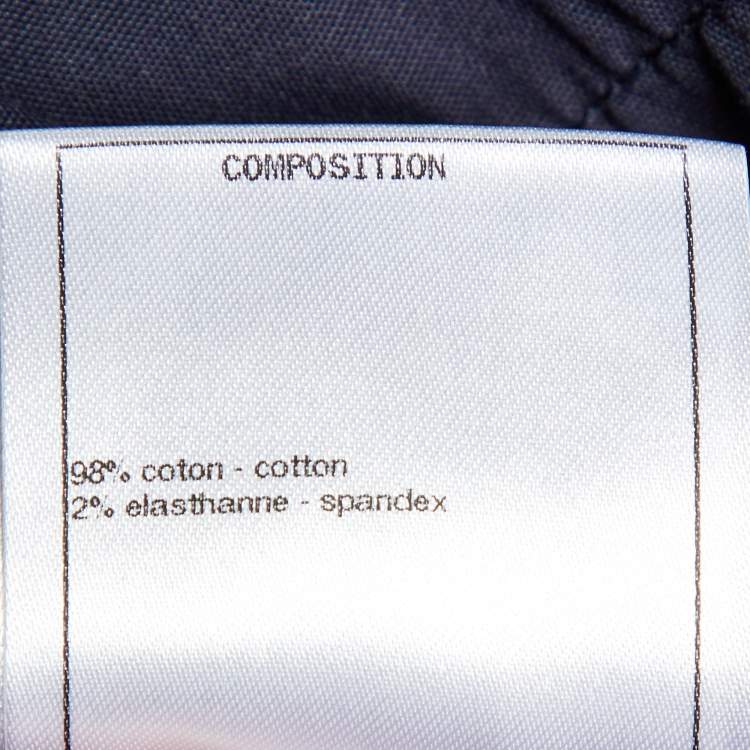 COMPOSITION
98% coton - cotton
2% elasthanne - spandex